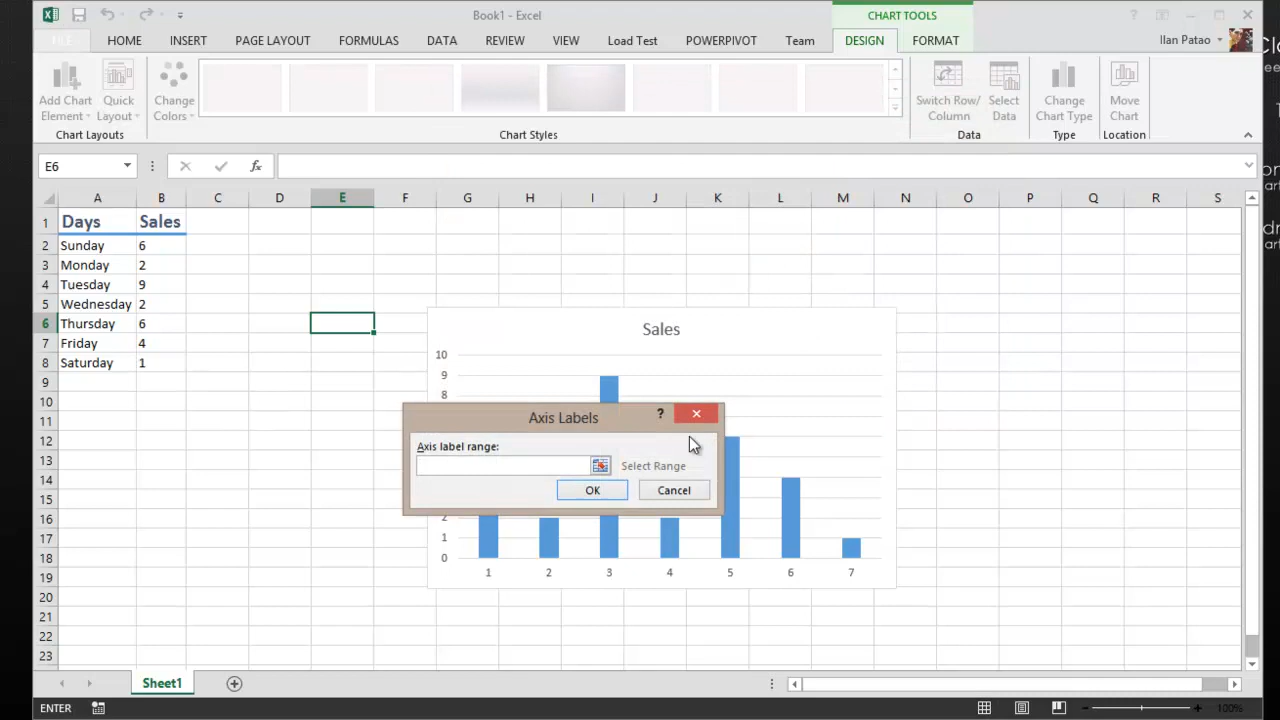 Book1 - Excel
CHART TOOLS
FILE HOME INSERT PAGE LAYOUT FORMULAS DATA REVIEW VIEW Load Test POWERPIVOT Team DESIGN FORMAT
Ilan Patao
Add Chart Element
Quick Layout
Change Colors
Switch Row/ Column
Select Data
Change Chart Type
Move Chart
Chart Layouts
Chart Styles
Data
Type
Location
E6
fx
A B C D E F G H I J K L M N O P Q R S
1 Days Sales
2 Sunday 6
3 Monday 2
4 Tuesday 9
5 Wednesday 2
6 Thursday 6
7 Friday 4
8 Saturday 1
9
10
11
12
13
14
15
16
17
18
19
20
21
22
23
Sales
10
9
8
2
1
0
1 2 3 4 5 6 7
Axis Labels
?
Axis label range:
Select Range
OK Cancel
Sheet1
ENTER
100%